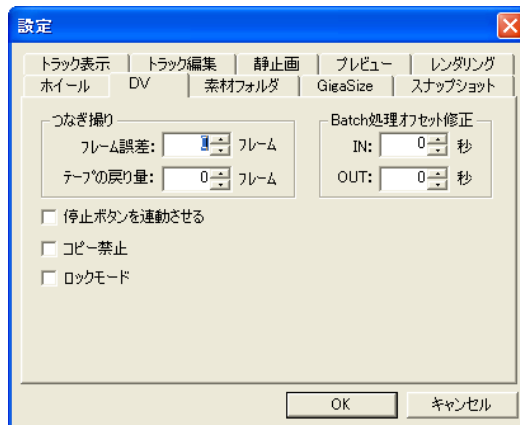 設定
トラック表示 トラック編集 静止画 プレビュー レンダリング
ホイール DV 素材フォルダ GigaSize スナップショット
つなぎ撮り Batch処理オフセット修正
フレーム誤差: フレーム IN: 0 秒
テープの戻り量: 0 フレーム OUT: 0 秒
停止ボタンを連動させる
コピー禁止
ロックモード
OK キャンセル